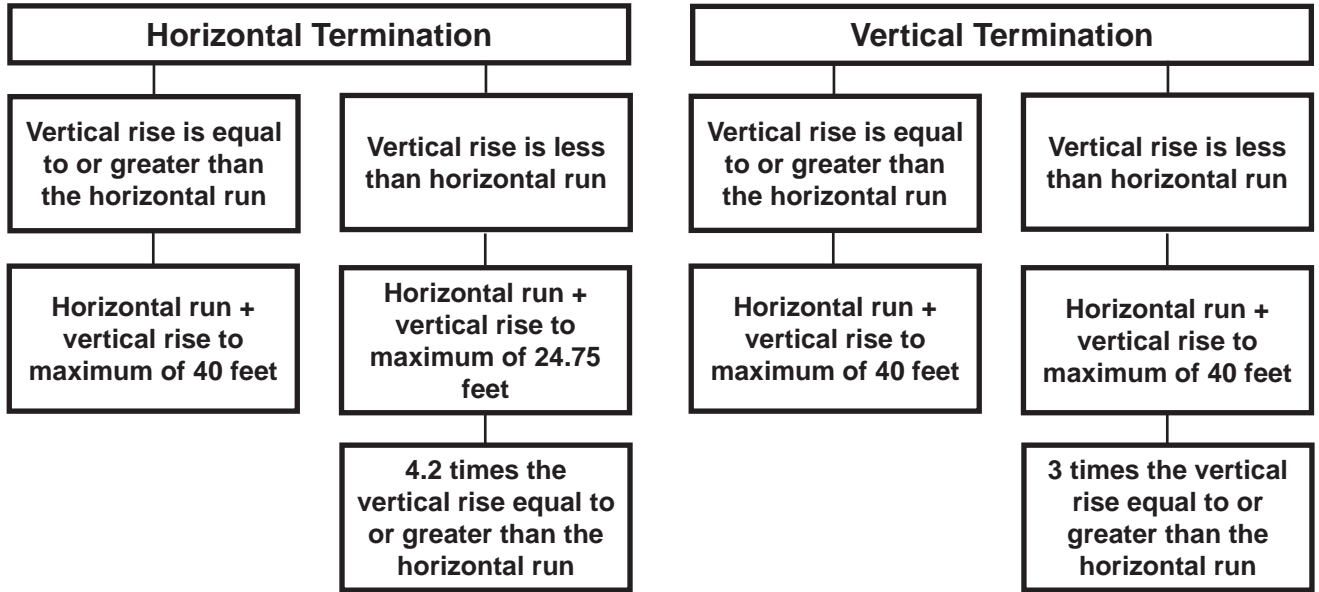 Horizontal Termination
Vertical rise is equal
to or greater than
the horizontal run
Horizontal run +
vertical rise to
maximum of 40 feet
Vertical rise is less
than horizontal run
Horizontal run +
vertical rise to
maximum of 24.75
feet
4.2 times the
vertical rise equal to
or greater than the
horizontal run
Vertical Termination
Vertical rise is equal
to or greater than
the horizontal run
Horizontal run +
vertical rise to
maximum of 40 feet
Vertical rise is less
than horizontal run
Horizontal run +
vertical rise to
maximum of 40 feet
3 times the vertical
rise equal to or
greater than the
horizontal run